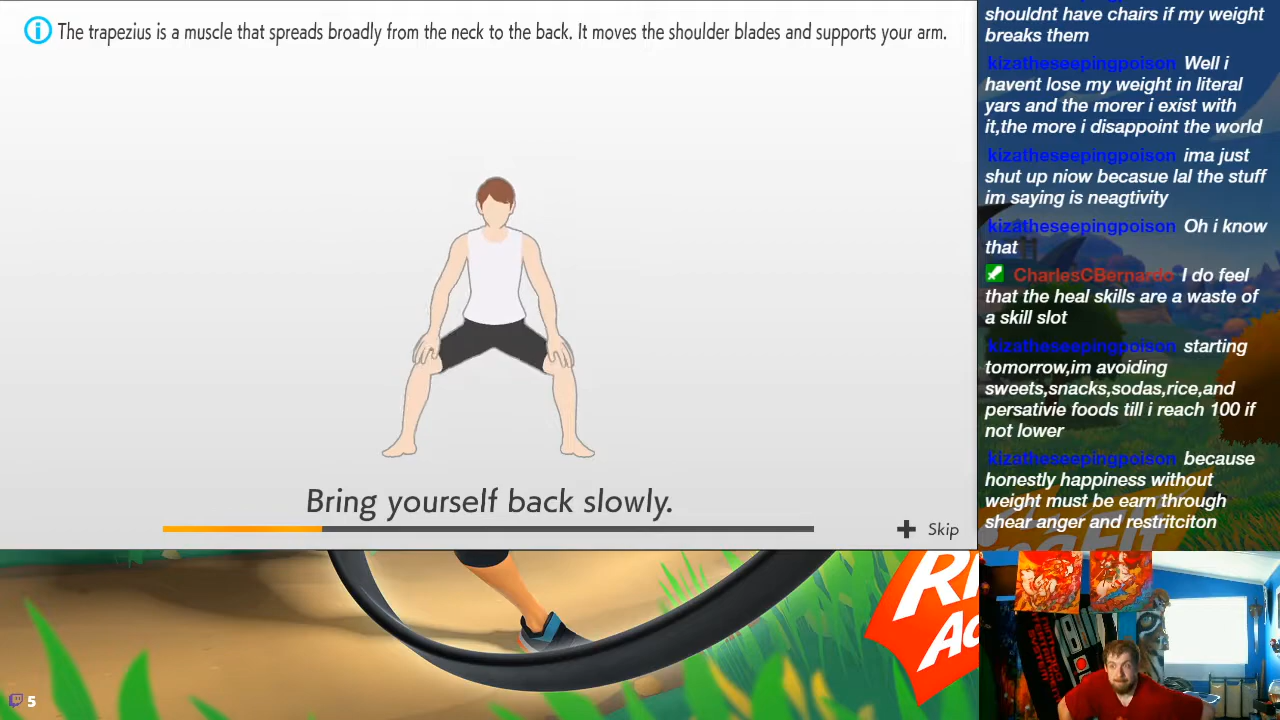 The trapezius is a muscle that spreads broadly from the neck to the back. It moves the shoulder blades and supports your arm.
Bring yourself back slowly.
Skip
5
shouldnt have chairs if my weight
breaks them
kizatheseepingpoison Well i
havent lose my weight in literal
yars and the morer i exist with
it,the more i disappoint the world
kizatheseepingpoison ima just
shut up niow becasue lal the stuff
im saying is neagtivity
kizatheseepingpoison Oh i know
that
CharlesCBernardo I do feel
that the heal skills are a waste of
a skill slot
kizatheseepingpoison starting
tomorrow,im avoiding
sweets,snacks,sodas,rice,and
persativie foods till i reach 100 if
not lower
kizatheseepingpoison because
honestly happiness without
weight must be earn through
shear anger and restritciton